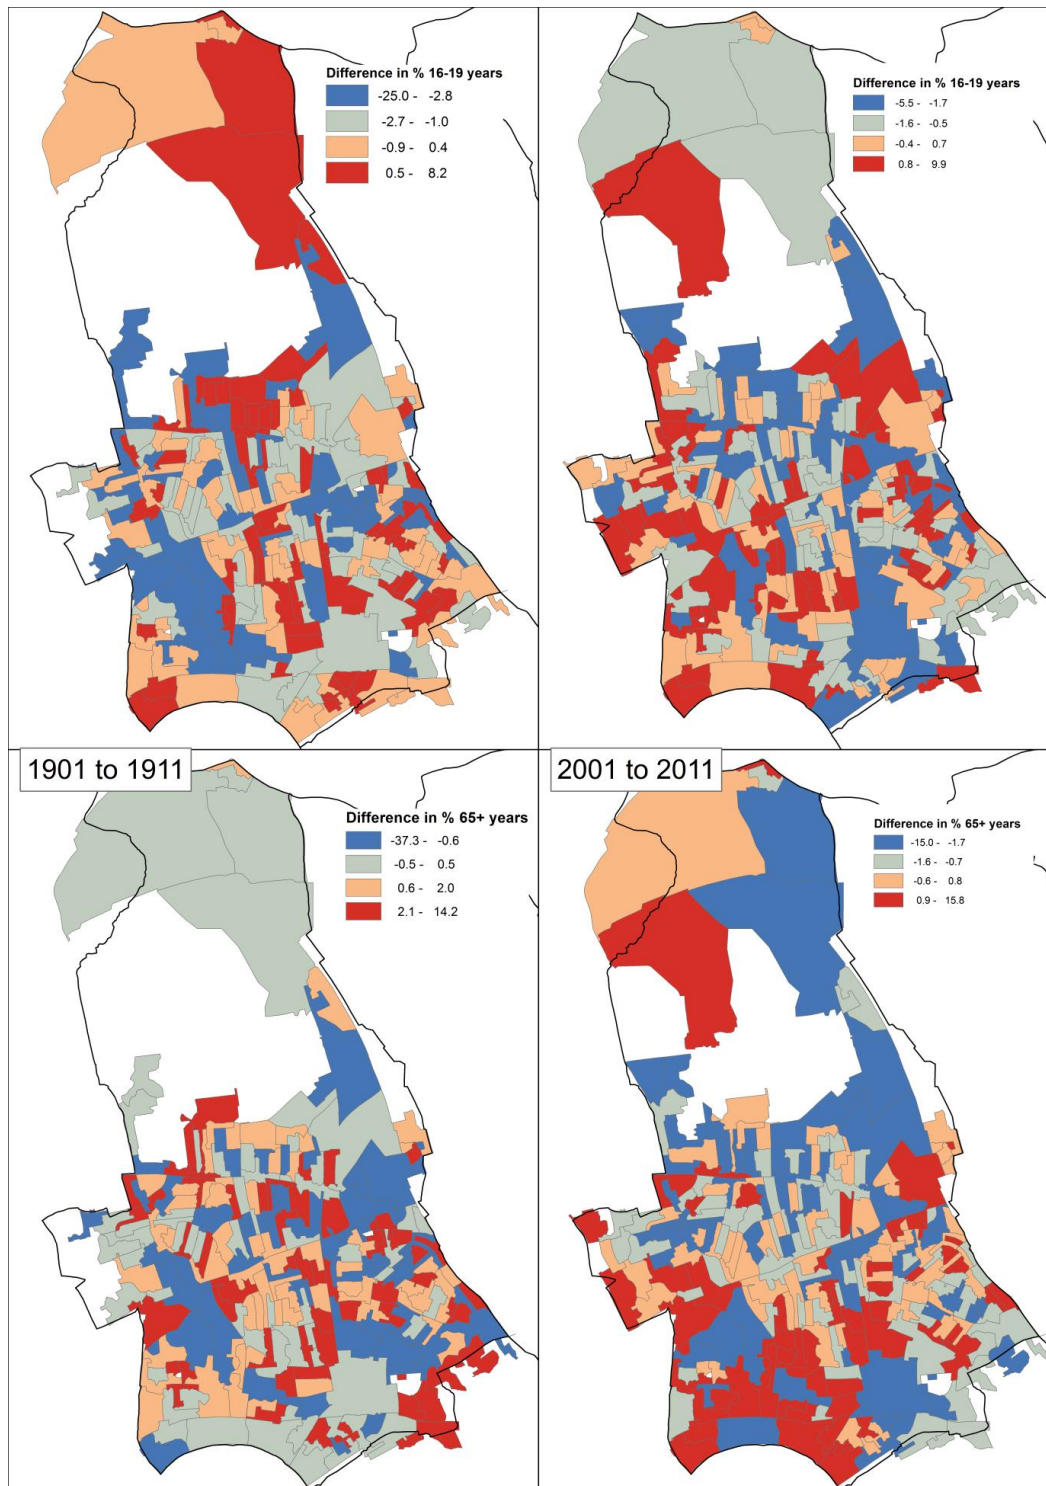 Difference in % 16-19 years
-25.0 - -2.8
-2.7 - -1.0
-0.9 - 0.4
0.5 - 8.2
Difference in % 16-19 years
-5.5 - -1.7
-1.6 - -0.5
-0.4 - 0.7
0.8 - 9.9
1901 to 1911
2001 to 2011
Difference in % 65+ years
-37.3 - -0.6
-0.5 - 0.5
0.6 - 2.0
2.1 - 14.2
Difference in % 65+ years
-15.0 - -1.7
-1.6 - -0.7
-0.6 - 0.8
0.9 - 15.8